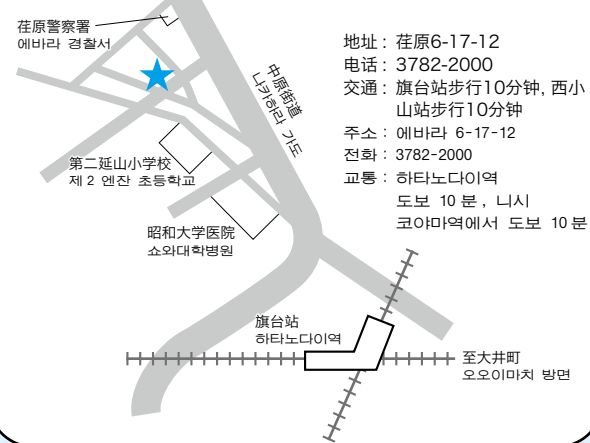 荏原警察署
에바라 경찰서
中原街道
나카하라 가도
第二延山小学校
제 2 엔잔 초등학교
昭和大学医院
쇼와대학병원
旗台站
하타노다이역
至大井町
오오이마치 방면
地址：荏原6-17-12
电话：3782-2000
交通：旗台站步行10分钟, 西小
山站步行10分钟
주소：에바라 6-17-12
전화：3782-2000
교통：하타노다이역
도보 10 분 , 니시
코야마역에서 도보 10 분